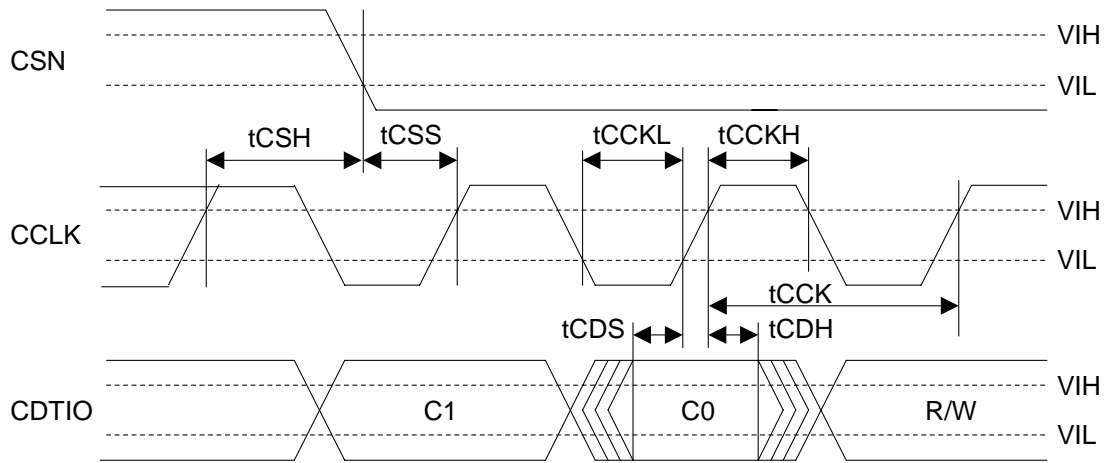 CSN
VIH
VIL
tCSH
tCSS
tCCKL
tCCKH
CCLK
VIH
VIL
tCCK
tCDS
tCDH
CDTIO
C1
C0
R/W
VIH
VIL